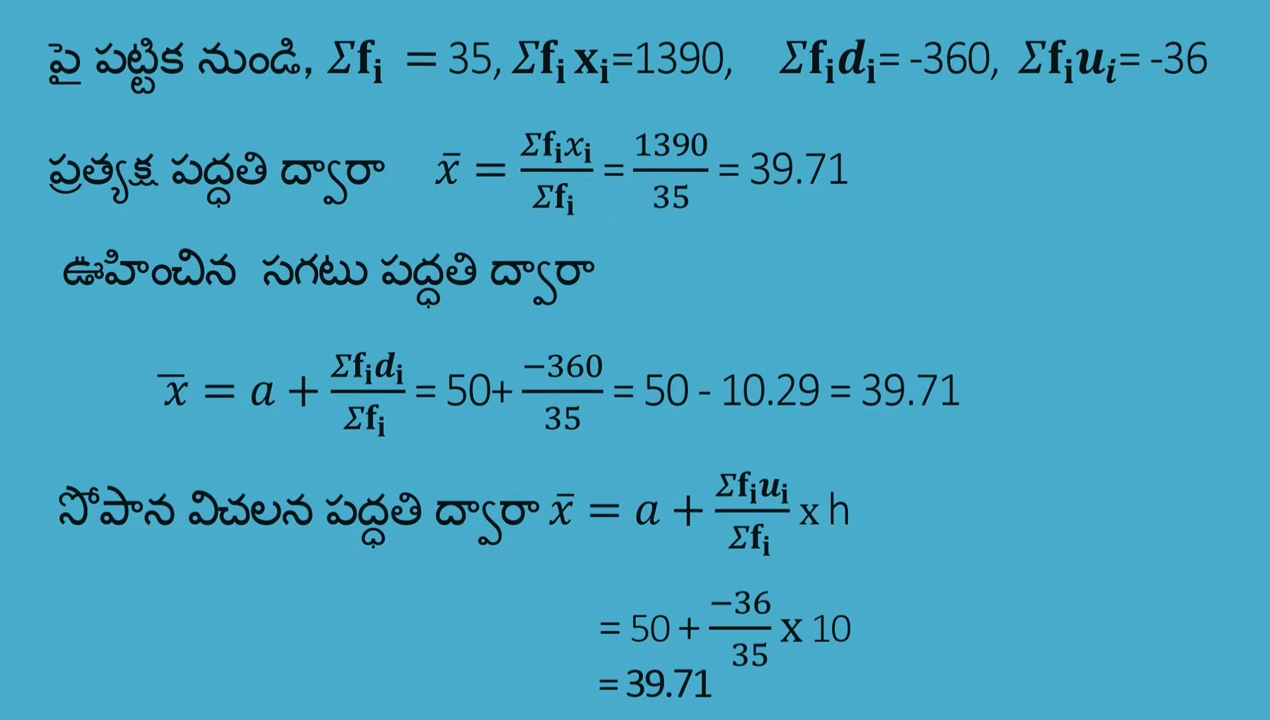 పై పట్టిక నుండి, Σfᵢ = 35, Σfᵢ xᵢ=1390, Σfᵢdᵢ= -360, Σfᵢuᵢ= -36
ప్రత్యక్ష పద్ధతి ద్వారా x̄ = Σfᵢxᵢ/Σfᵢ = 1390/35 = 39.71
ఊహించిన సగటు పద్ధతి ద్వారా
x̄ = a + Σfᵢdᵢ/Σfᵢ = 50+ −360/35 = 50 - 10.29 = 39.71
సోపాన విచలన పద్ధతి ద్వారా x̄ = a + Σfᵢuᵢ/Σfᵢ x h
= 50 + −36/35 x 10
= 39.71